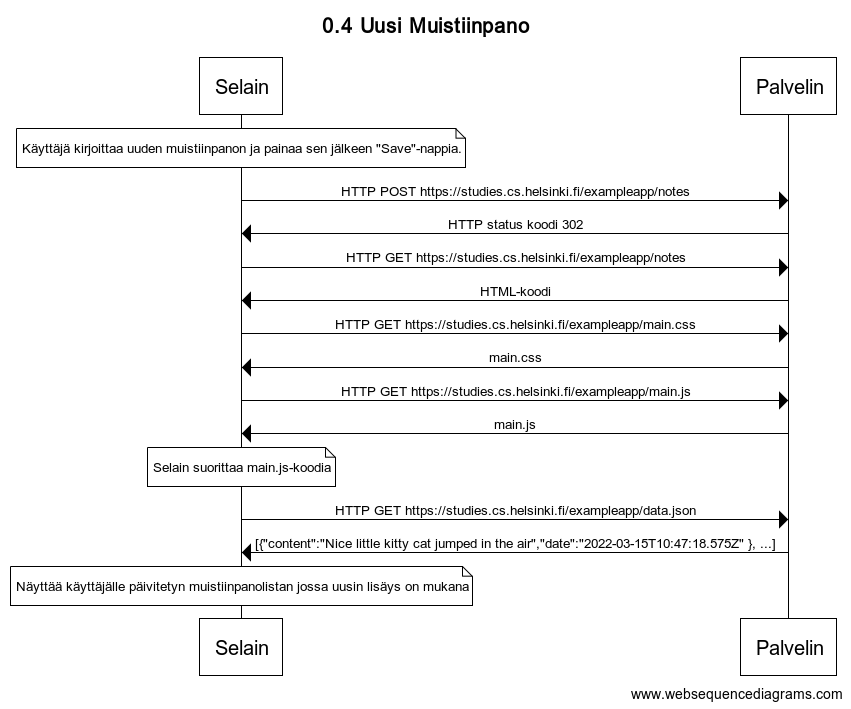 0.4 Uusi Muistiinpano
Selain
Palvelin
Käyttäjä kirjoittaa uuden muistiinpanon ja painaa sen jälkeen "Save"-nappia.
HTTP POST https://studies.cs.helsinki.fi/exampleapp/notes
HTTP status koodi 302
HTTP GET https://studies.cs.helsinki.fi/exampleapp/notes
HTML-koodi
HTTP GET https://studies.cs.helsinki.fi/exampleapp/main.css
main.css
HTTP GET https://studies.cs.helsinki.fi/exampleapp/main.js
main.js
Selain suorittaa main.js-koodia
HTTP GET https://studies.cs.helsinki.fi/exampleapp/data.json
[{"content":"Nice little kitty cat jumped in the air","date":"2022-03-15T10:47:18.575Z" }, ...]
Näyttää käyttäjälle päivitetyn muistiinpanolistan jossa uusin lisäys on mukana
Selain
Palvelin
www.websequencediagrams.com